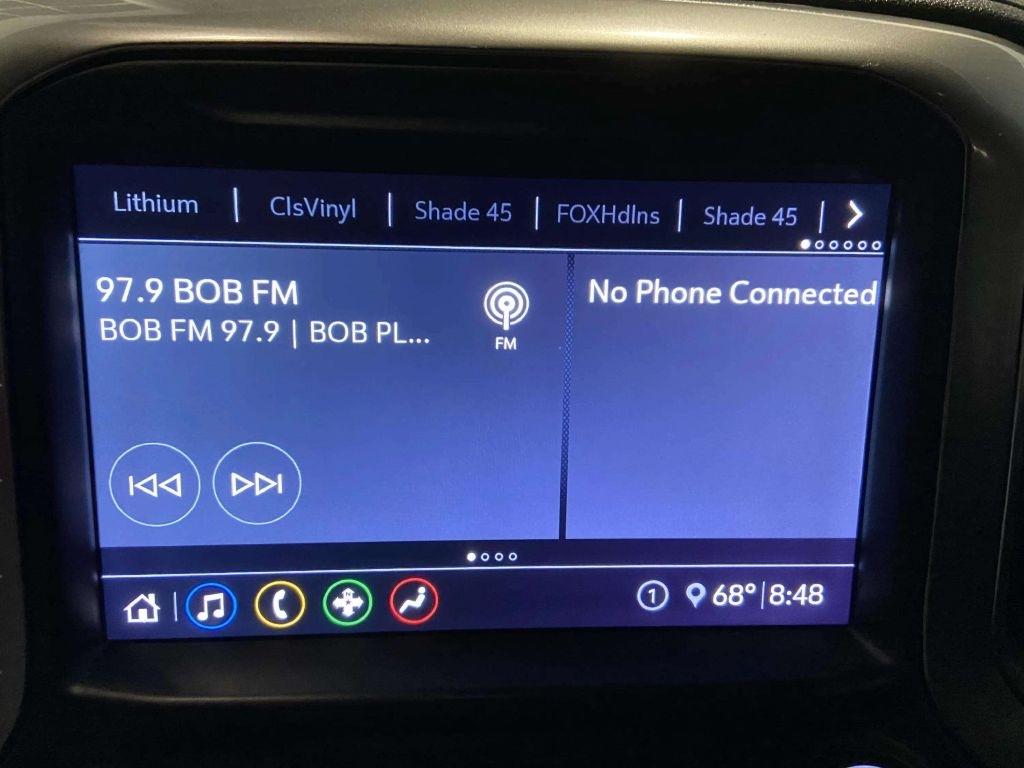 Lithium | ClsVinyl | Shade 45 | FOXHdlns | Shade 45 |
97.9 BOB FM
BOB FM 97.9 | BOB PL...
FM
No Phone Connected
N
1 68° | 8:48